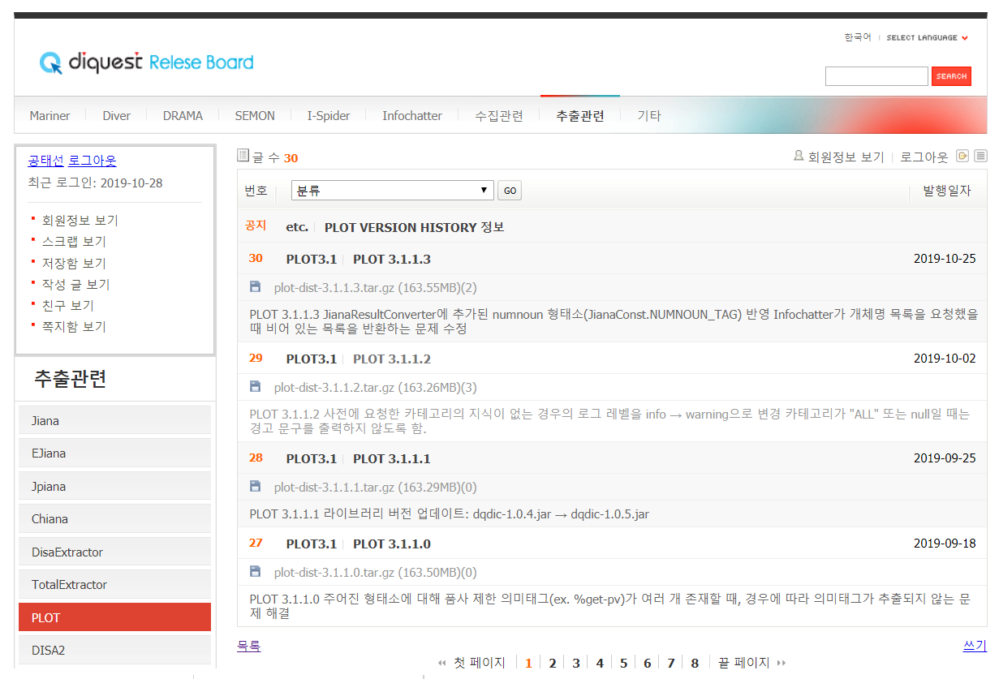 한국어 SELECT LANGUAGE
diquest Relese Board
SEARCH
Mariner Diver DRAMA SEMON I-Spider Infochatter 수집관련 추출관련 기타
공태선 로그아웃
최근 로그인: 2019-10-28
회원정보 보기
스크랩 보기
저장함 보기
작성 글 보기
친구 보기
쪽지함 보기
추출관련
Jiana
EJiana
Jpiana
Chiana
DisaExtractor
TotalExtractor
PLOT
DISA2
글 수 30 회원정보 보기 로그아웃
번호 분류 GO 발행일자
공지 etc. PLOT VERSION HISTORY 정보
30 PLOT3.1 PLOT 3.1.1.3 2019-10-25
plot-dist-3.1.1.3.tar.gz (163.55MB)(2)
PLOT 3.1.1.3 JianaResultConverter에 추가된 numnoun 형태소(JianaConst.NUMNOUN_TAG) 반영 Infochatter가 개체명 목록을 요청했을
때 비어 있는 목록을 반환하는 문제 수정
29 PLOT3.1 PLOT 3.1.1.2 2019-10-02
plot-dist-3.1.1.2.tar.gz (163.26MB)(3)
PLOT 3.1.1.2 사전에 요청한 카테고리의 지식이 없는 경우의 로그 레벨을 info → warning으로 변경 카테고리가 "ALL" 또는 null일 때는
경고 문구를 출력하지 않도록 함.
28 PLOT3.1 PLOT 3.1.1.1 2019-09-25
plot-dist-3.1.1.1.tar.gz (163.29MB)(0)
PLOT 3.1.1.1 라이브러리 버전 업데이트: dqdic-1.0.4.jar → dqdic-1.0.5.jar
27 PLOT3.1 PLOT 3.1.1.0 2019-09-18
plot-dist-3.1.1.0.tar.gz (163.50MB)(0)
PLOT 3.1.1.0 주어진 형태소에 대해 품사 제한 의미태그(ex. %get-pv)가 여러 개 존재할 때, 경우에 따라 의미태그가 추출되지 않는 문
제 해결
목록 쓰기
첫 페이지 1 2 3 4 5 6 7 8 끝 페이지